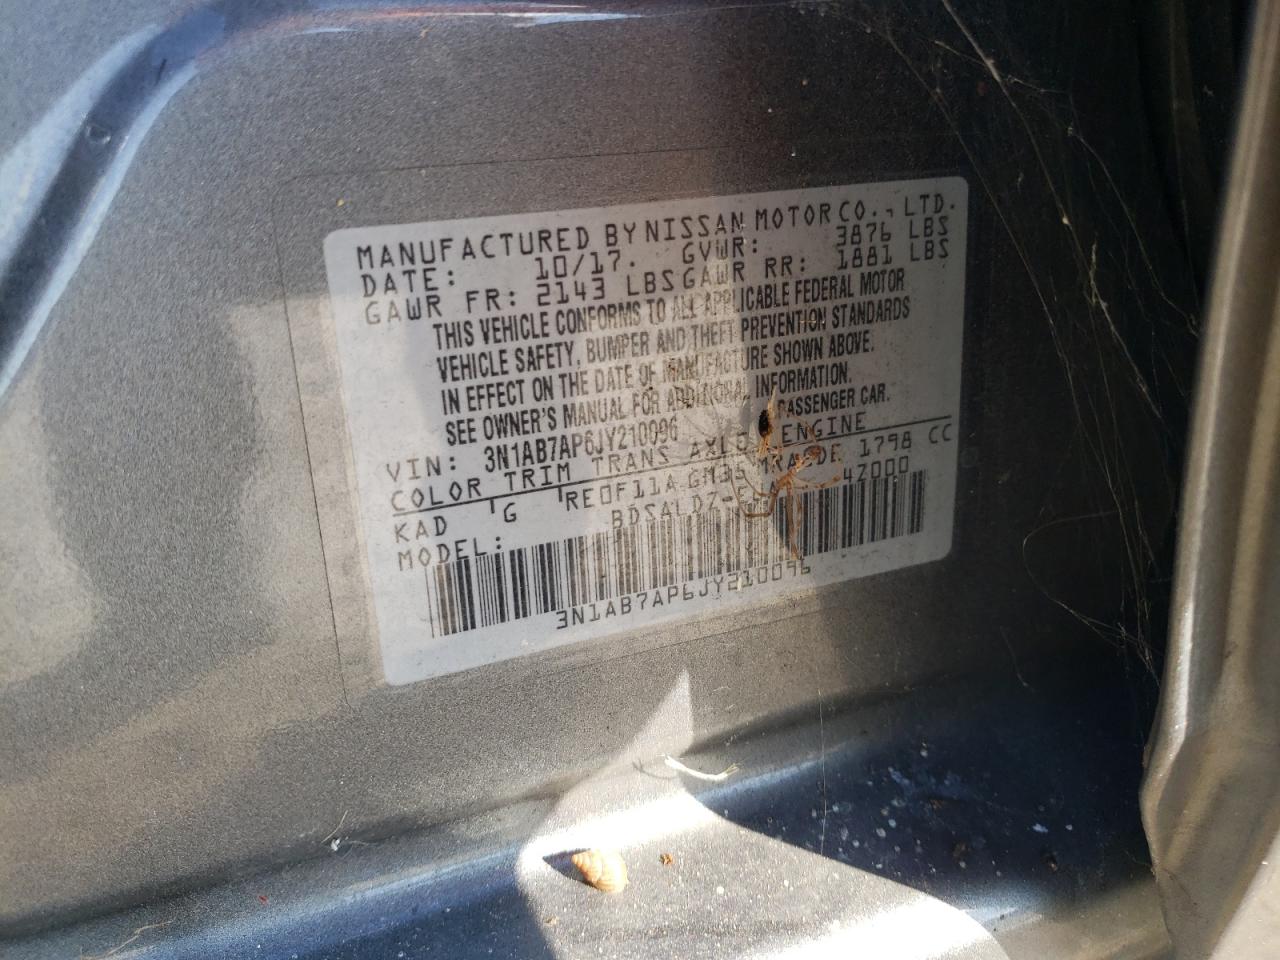 MANUFACTURED BY NISSAN MOTOR CO., LTD.
DATE: 10/17. GVWR: 3876 LBS
GAWR FR: 2143 LBS GAWR RR: 1881 LBS
THIS VEHICLE CONFORMS TO ALL APPLICABLE FEDERAL MOTOR
VEHICLE SAFETY, BUMPER AND THEFT PREVENTION STANDARDS
IN EFFECT ON THE DATE OF MANUFACTURE SHOWN ABOVE.
SEE OWNER'S MANUAL FOR ADDITIONAL INFORMATION.
VIN: 3N1AB7AP6JY210096 PASSENGER CAR.
COLOR TRIM TRANS AXLE ENGINE
KAD G RE0F11A GM35 MRA8DE 1798 CC
MODEL: 42000
3N1AB7AP6JY210096